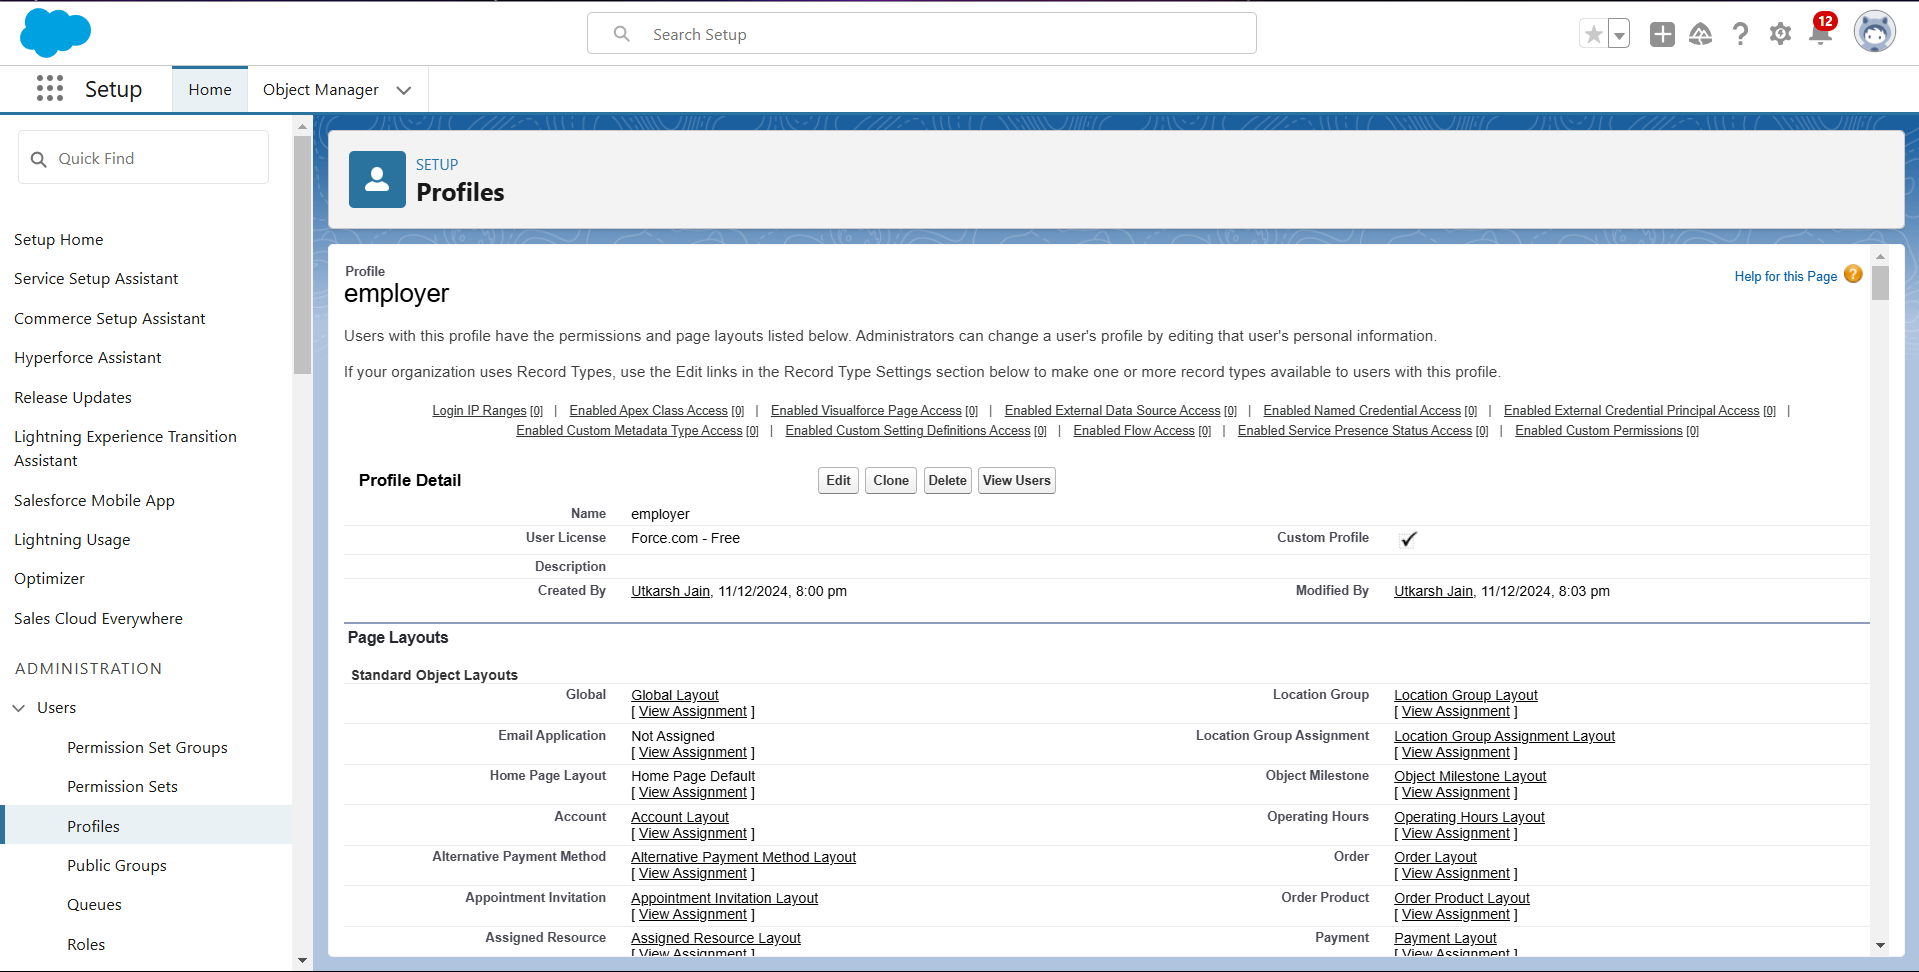 Search Setup
12
Setup
Home
Object Manager
Quick Find
Setup Home
Service Setup Assistant
Commerce Setup Assistant
Hyperforce Assistant
Release Updates
Lightning Experience Transition
Assistant
Salesforce Mobile App
Lightning Usage
Optimizer
Sales Cloud Everywhere
ADMINISTRATION
Users
Permission Set Groups
Permission Sets
Profiles
Public Groups
Queues
Roles
SETUP
Profiles
Profile
employer
Help for this Page ?
Users with this profile have the permissions and page layouts listed below. Administrators can change a user's profile by editing that user's personal information.
If your organization uses Record Types, use the Edit links in the Record Type Settings section below to make one or more record types available to users with this profile.
Login IP Ranges [0] | Enabled Apex Class Access [0] | Enabled Visualforce Page Access [0] | Enabled External Data Source Access [0] | Enabled Named Credential Access [0] | Enabled External Credential Principal Access [0] |
Enabled Custom Metadata Type Access [0] | Enabled Custom Setting Definitions Access [0] | Enabled Flow Access [0] | Enabled Service Presence Status Access [0] | Enabled Custom Permissions [0]
Profile Detail Edit Clone Delete View Users
Name employer
User License Force.com - Free Custom Profile ✓
Description
Created By Utkarsh Jain, 11/12/2024, 8:00 pm Modified By Utkarsh Jain, 11/12/2024, 8:03 pm
Page Layouts
Standard Object Layouts
Global Global Layout Location Group Location Group Layout
[ View Assignment ] [ View Assignment ]
Email Application Not Assigned Location Group Assignment Location Group Assignment Layout
[ View Assignment ] [ View Assignment ]
Home Page Layout Home Page Default Object Milestone Object Milestone Layout
[ View Assignment ] [ View Assignment ]
Account Account Layout Operating Hours Operating Hours Layout
[ View Assignment ] [ View Assignment ]
Alternative Payment Method Alternative Payment Method Layout Order Order Layout
[ View Assignment ] [ View Assignment ]
Appointment Invitation Appointment Invitation Layout Order Product Order Product Layout
[ View Assignment ] [ View Assignment ]
Assigned Resource Assigned Resource Layout Payment Payment Layout
[ View Assignment ] [ View Assignment ]